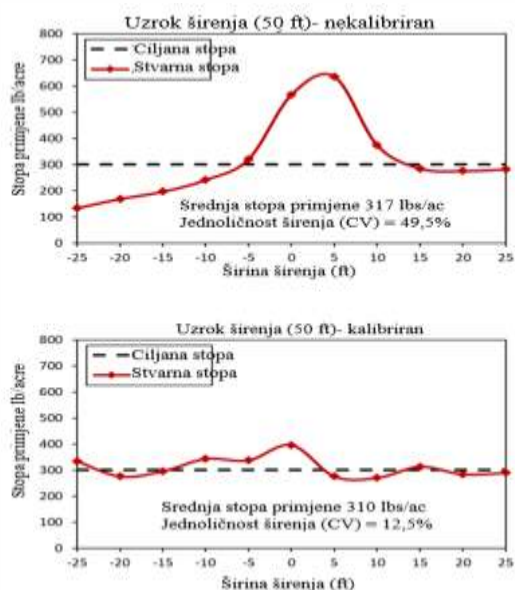 Uzrok širenja (50 ft)- nekalibriran
Stopa primjene lb/acre
800
700
600
500
400
300
200
100
0
Ciljana stopa
Stvarna stopa
Srednja stopa primjene 317 lbs/ac
Jednoličnost širenja (CV) = 49,5%
-25 -20 -15 -10 -5 0 5 10 15 20 25
Širina širenja (ft)
Uzrok širenja (50 ft)- kalibriran
Stopa primjene lb/acre
800
700
600
500
400
300
200
100
0
Ciljana stopa
Stvarna stopa
Srednja stopa primjene 310 lbs/ac
Jednoličnost širenja (CV) = 12,5%
-25 -20 -15 -10 -5 0 5 10 15 20 25
Širina širenja (ft)